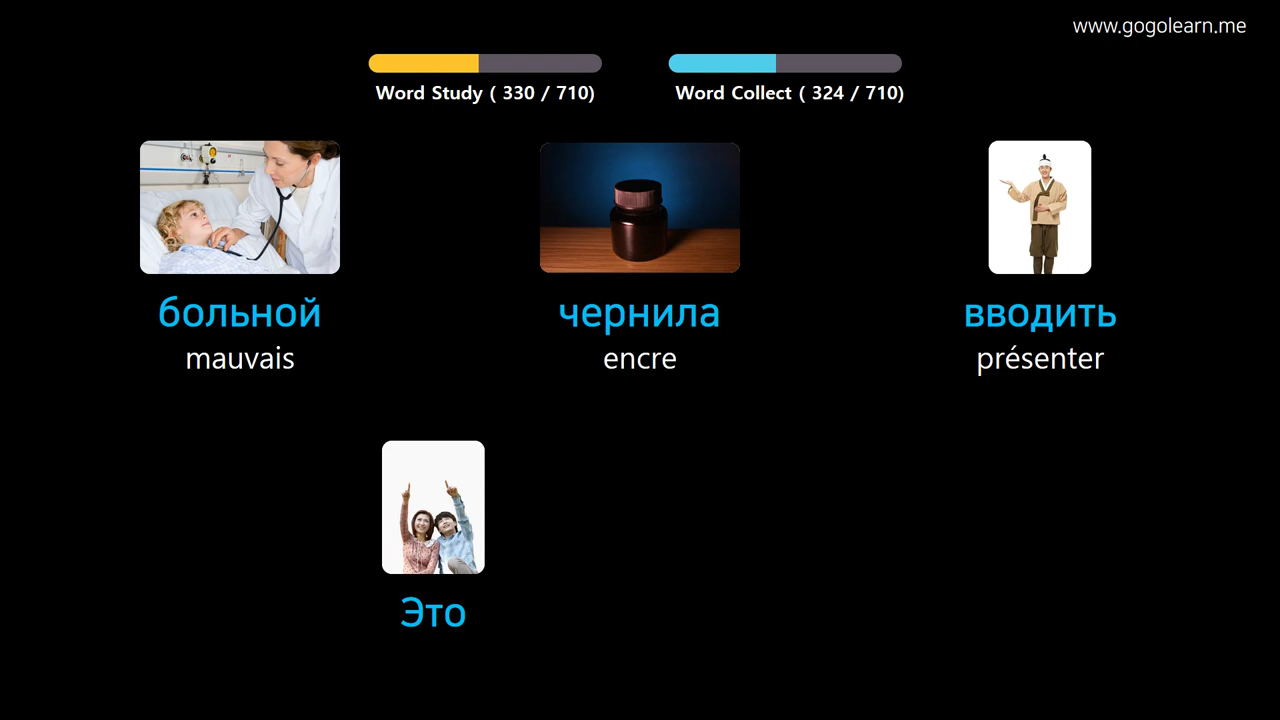 www.gogolearn.me
Word Study ( 330 / 710)
Word Collect ( 324 / 710)
больной
mauvais
чернила
encre
вводить
présenter
Это